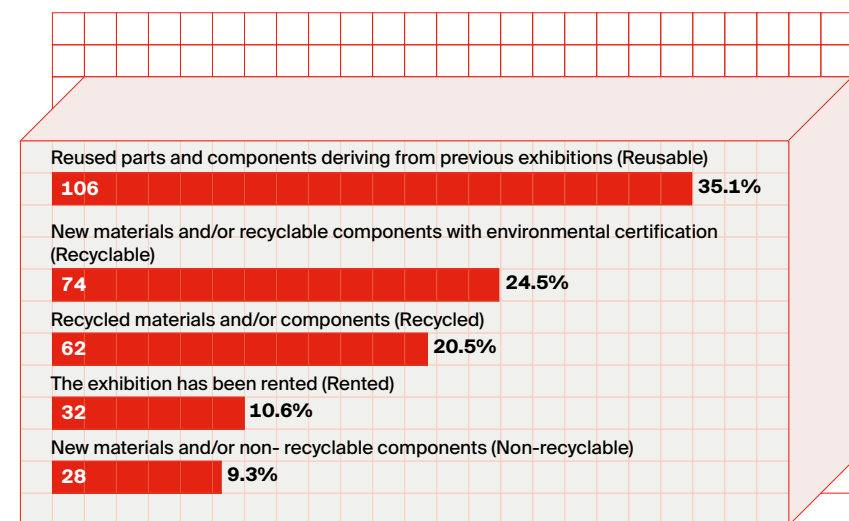 Reused parts and components deriving from previous exhibitions (Reusable)
106
35.1%
New materials and/or recyclable components with environmental certification
(Recyclable)
74
24.5%
Recycled materials and/or components (Recycled)
62
20.5%
The exhibition has been rented (Rented)
32
10.6%
New materials and/or non- recyclable components (Non-recyclable)
28
9.3%